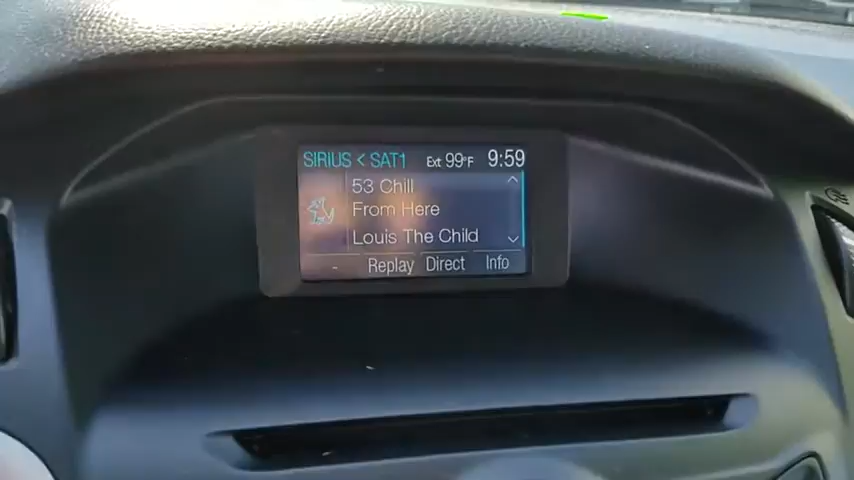 SIRIUS < SAT1 Ext 99°F 9:59
53 Chill
From Here
Louis The Child
Replay Direct Info